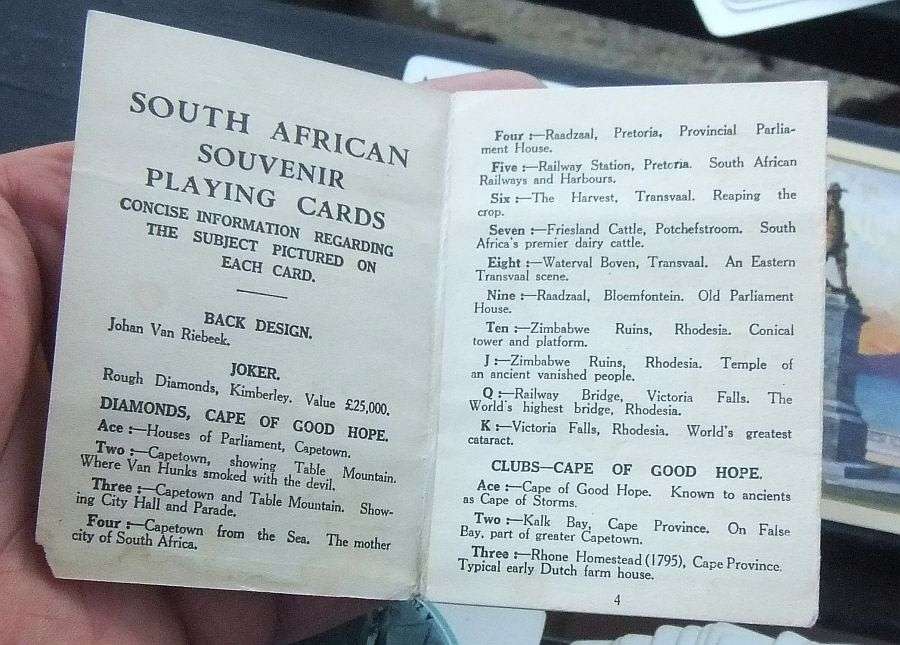 SOUTH AFRICAN
SOUVENIR
PLAYING CARDS
CONCISE INFORMATION REGARDING
THE SUBJECT PICTURED ON
EACH CARD.
BACK DESIGN.
Johan Van Riebeek.
JOKER.
Rough Diamonds, Kimberley. Value £25,000.
DIAMONDS, CAPE OF GOOD HOPE.
Ace :—Houses of Parliament, Capetown.
Two :—Capetown, showing Table Mountain.
Where Van Hunks smoked with the devil.
Three :—Capetown and Table Mountain. Show-
ing City Hall and Parade.
Four :—Capetown from the Sea. The mother
city of South Africa.
Four :—Raadzaal, Pretoria, Provincial Parlia-
ment House.
Five :—Railway Station, Pretoria. South African
Railways and Harbours.
Six :—The Harvest, Transvaal. Reaping the
crop.
Seven :—Friesland Cattle, Potchefstroom. South
Africa's premier dairy cattle.
Eight :—Waterval Boven, Transvaal. An Eastern
Transvaal scene.
Nine :—Raadzaal, Bloemfontein. Old Parliament
House.
Ten :—Zimbabwe Ruins, Rhodesia. Conical
tower and platform.
J :—Zimbabwe Ruins, Rhodesia. Temple of
an ancient vanished people.
Q :—Railway Bridge, Victoria Falls. The
World's highest bridge, Rhodesia.
K :—Victoria Falls, Rhodesia. World's greatest
cataract.
CLUBS—CAPE OF GOOD HOPE.
Ace :—Cape of Good Hope. Known to ancients
as Cape of Storms.
Two :—Kalk Bay, Cape Province. On False
Bay, part of greater Capetown.
Three :—Rhone Homestead (1795), Cape Province.
Typical early Dutch farm house.
4